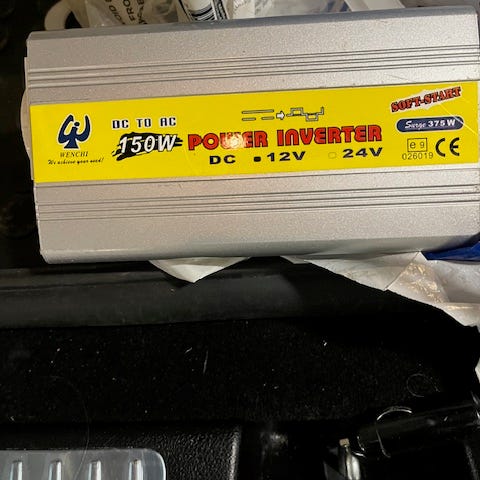 DC TO AC
150W POWER INVERTER
SOFT-START
Surge 375W
WENCHI
We achieve your need!
DC 12V 24V
e9
026019
CE